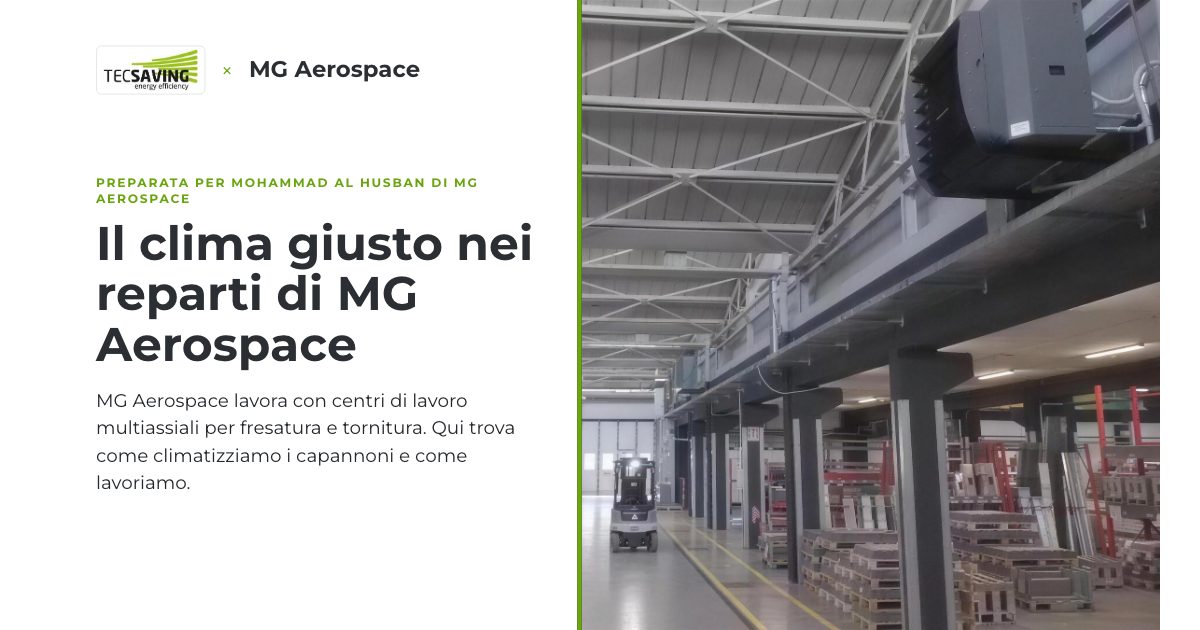 TECSAVING
energy efficiency
× MG Aerospace
PREPARATA PER MOHAMMAD AL HUSBAN DI MG
AEROSPACE
Il clima giusto nei
reparti di MG
Aerospace
MG Aerospace lavora con centri di lavoro
multiassiali per fresatura e tornitura. Qui trova
come climatizziamo i capannoni e come
lavoriamo.